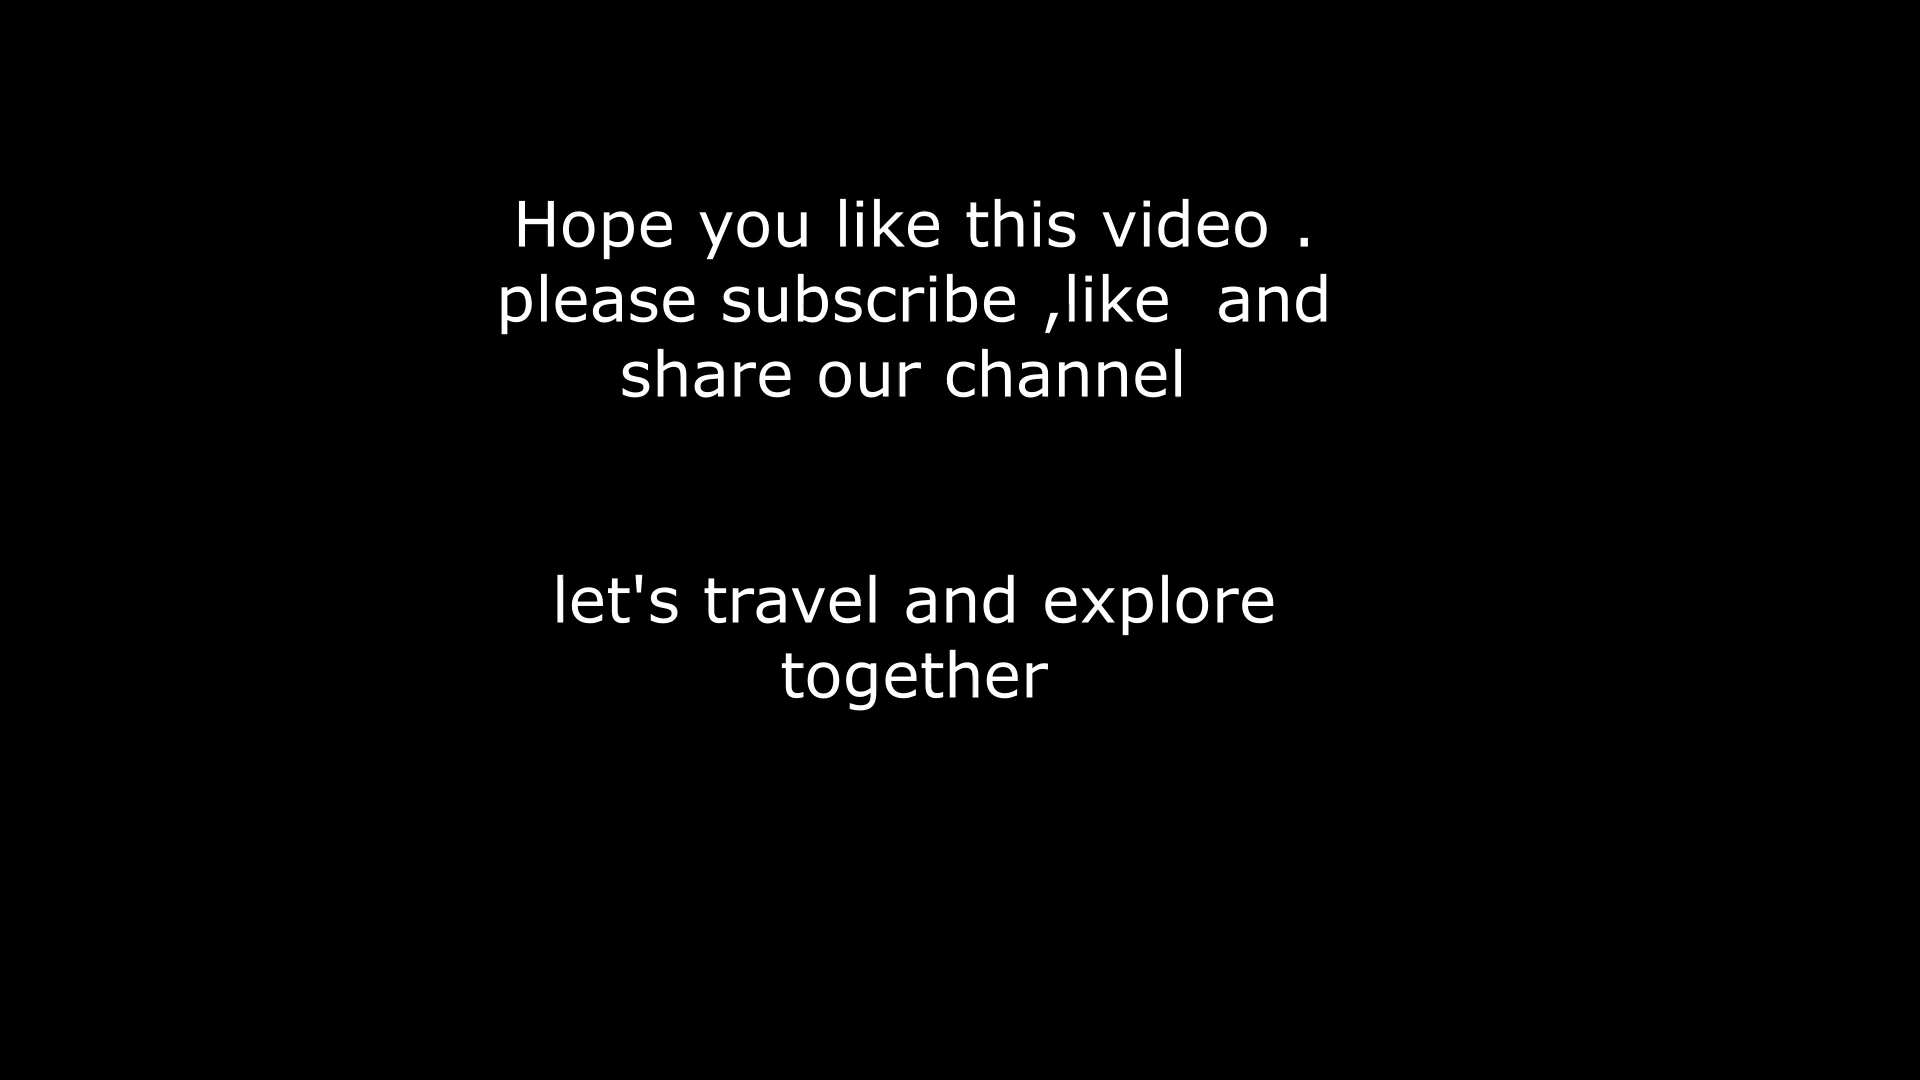 Hope you like this video .
please subscribe ,like  and
share our channel
let's travel and explore
together